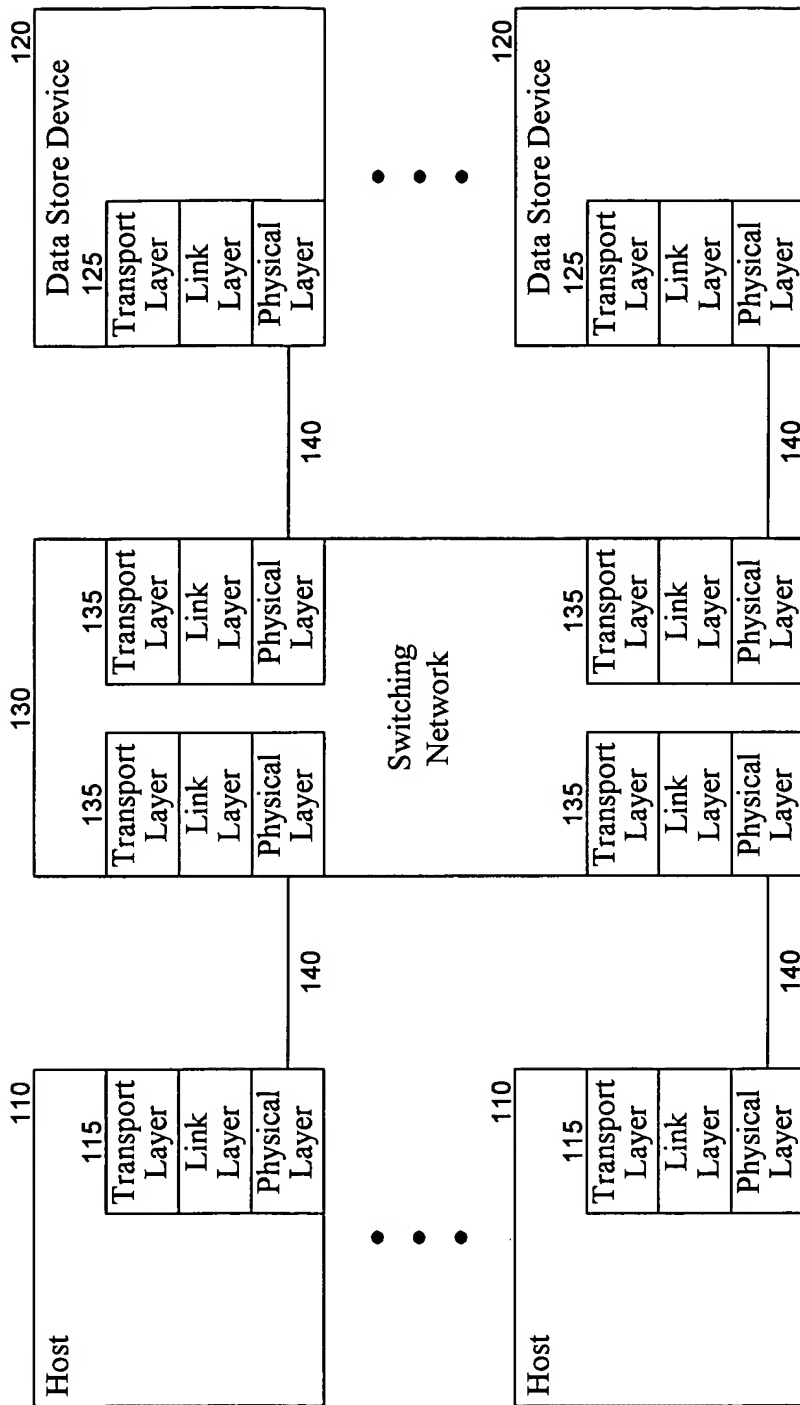 110
Host
115
Transport
Layer
Link
Layer
Physical
Layer
140
130
135
Transport
Layer
Link
Layer
Physical
Layer
135
Transport
Layer
Link
Layer
Physical
Layer
140
120
Data Store Device
125
Transport
Layer
Link
Layer
Physical
Layer
Switching
Network
110
Host
115
Transport
Layer
Link
Layer
Physical
Layer
140
135
Transport
Layer
Link
Layer
Physical
Layer
135
Transport
Layer
Link
Layer
Physical
Layer
140
120
Data Store Device
125
Transport
Layer
Link
Layer
Physical
Layer